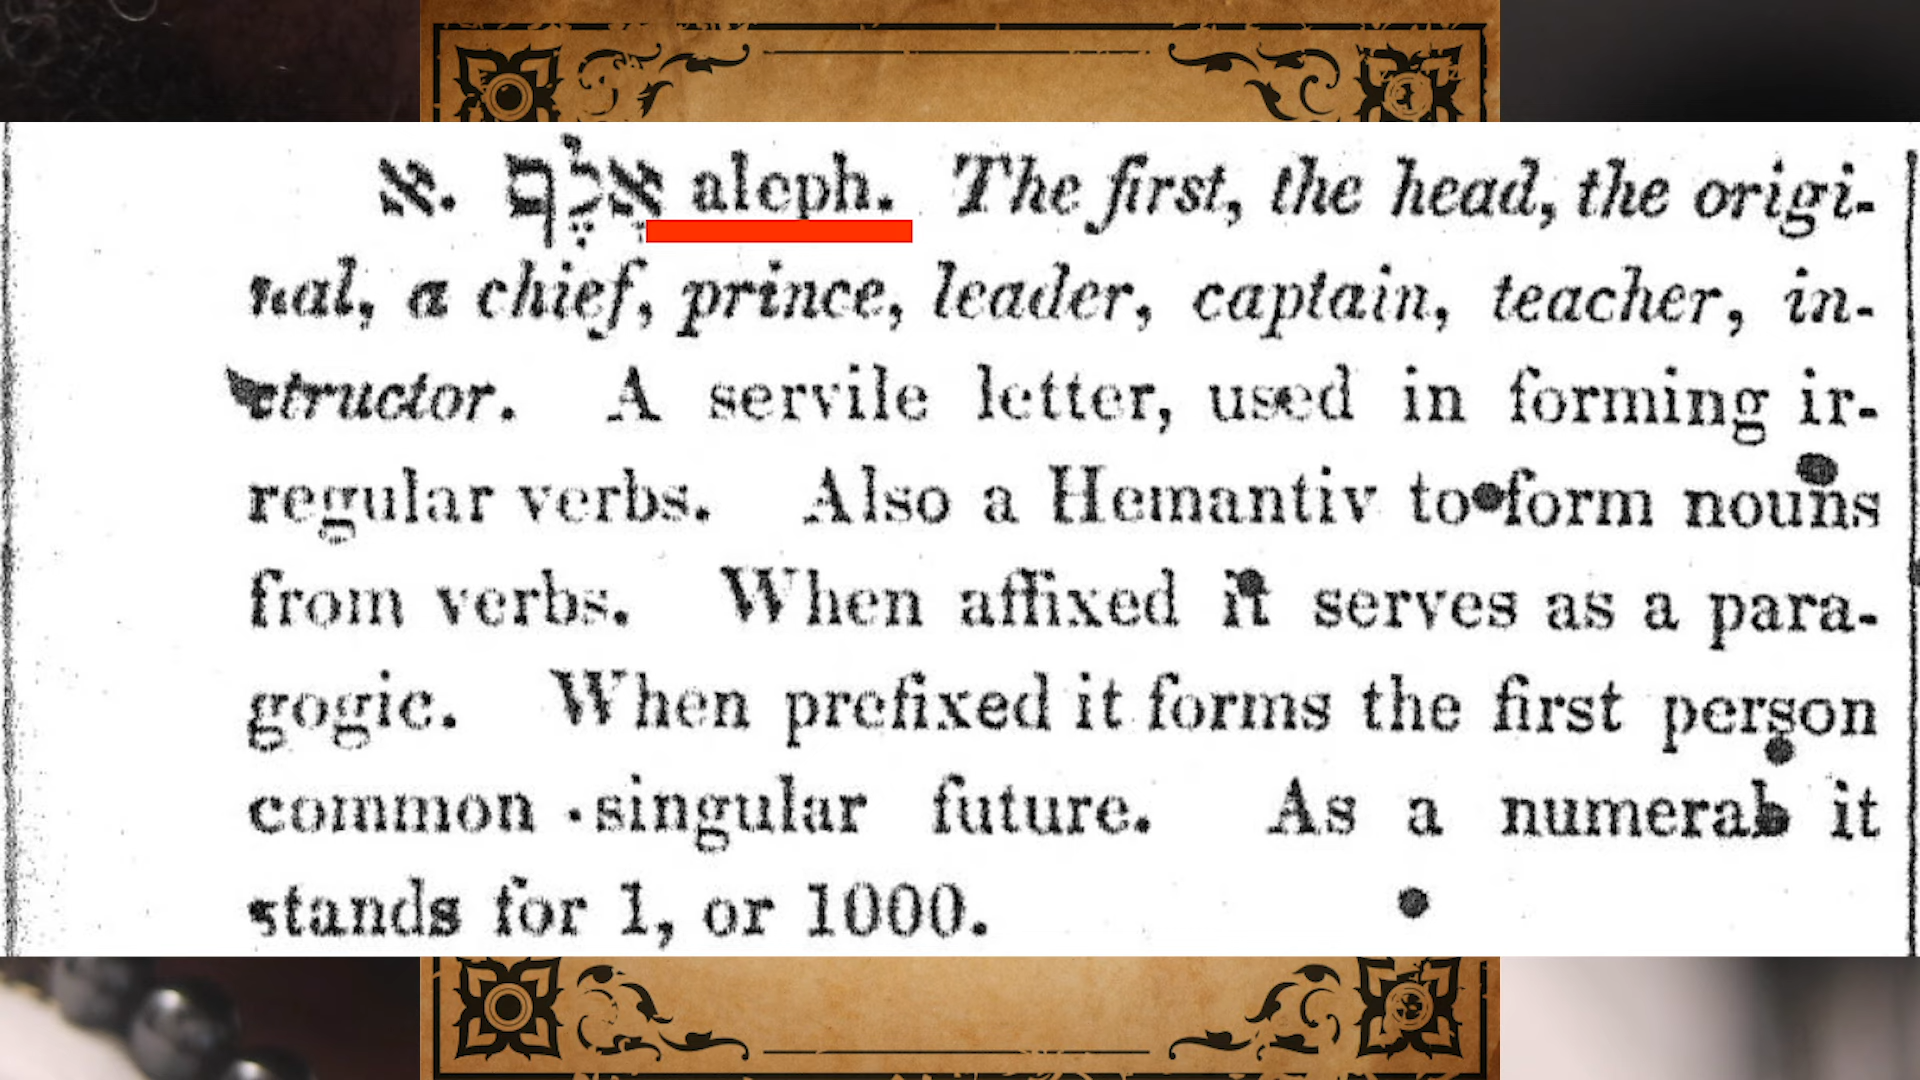 א. אֶלֶף aleph. The first, the head, the origi-
nal, a chief, prince, leader, captain, teacher, in-
structor. A servile letter, used in forming ir-
regular verbs. Also a Hemantiv to form nouns
from verbs. When affixed it serves as a para-
gogic. When prefixed it forms the first person
common singular future. As a numeral it
stands for 1, or 1000.